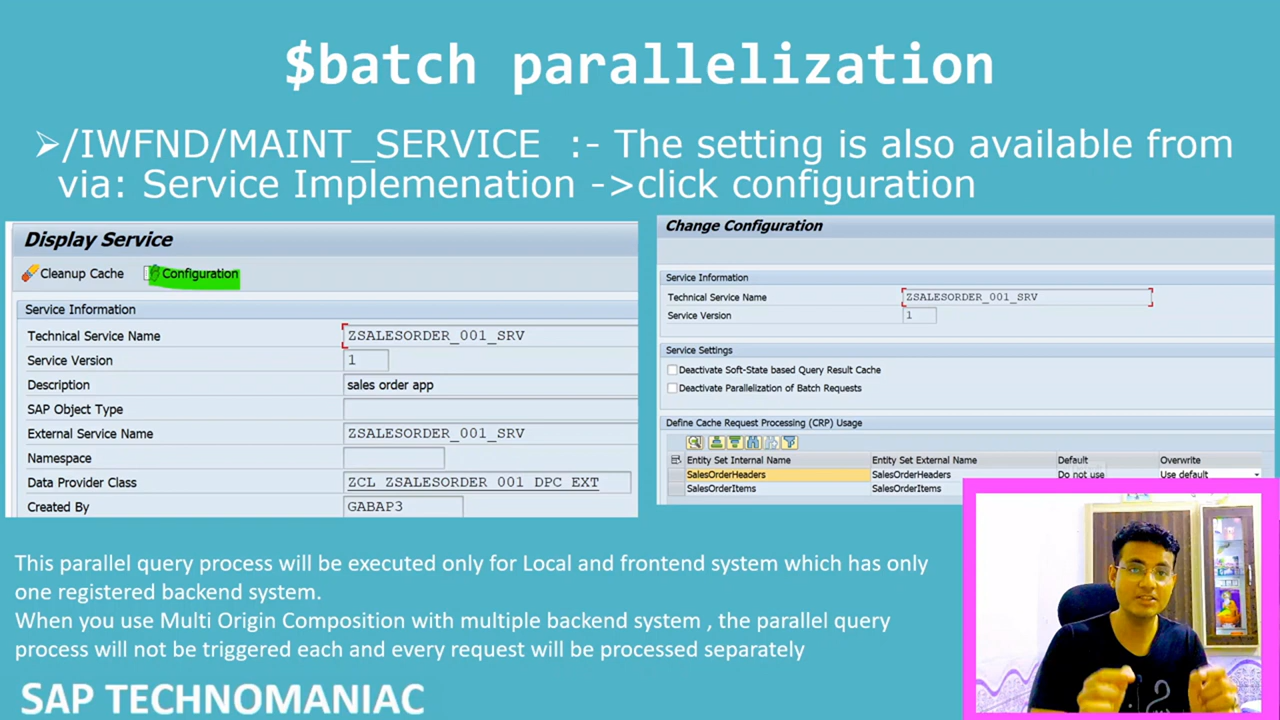 $batch parallelization
➢/IWFND/MAINT_SERVICE :- The setting is also available from
via: Service Implemenation ->click configuration
Display Service
Cleanup Cache Configuration
Service Information
Technical Service Name ZSALESORDER_001_SRV
Service Version 1
Description sales order app
SAP Object Type
External Service Name ZSALESORDER_001_SRV
Namespace
Data Provider Class ZCL_ZSALESORDER_001_DPC_EXT
Created By GABAP3
Change Configuration
Service Information
Technical Service Name ZSALESORDER_001_SRV
Service Version 1
Service Settings
Deactivate Soft-State based Query Result Cache
Deactivate Parallelization of Batch Requests
Define Cache Request Processing (CRP) Usage
Entity Set Internal Name Entity Set External Name Default Overwrite
SalesOrderHeaders SalesOrderHeaders Do not use Use default
SalesOrderItems SalesOrderItems
This parallel query process will be executed only for Local and frontend system which has only
one registered backend system.
When you use Multi Origin Composition with multiple backend system , the parallel query
process will not be triggered each and every request will be processed separately
SAP TECHNOMANIAC